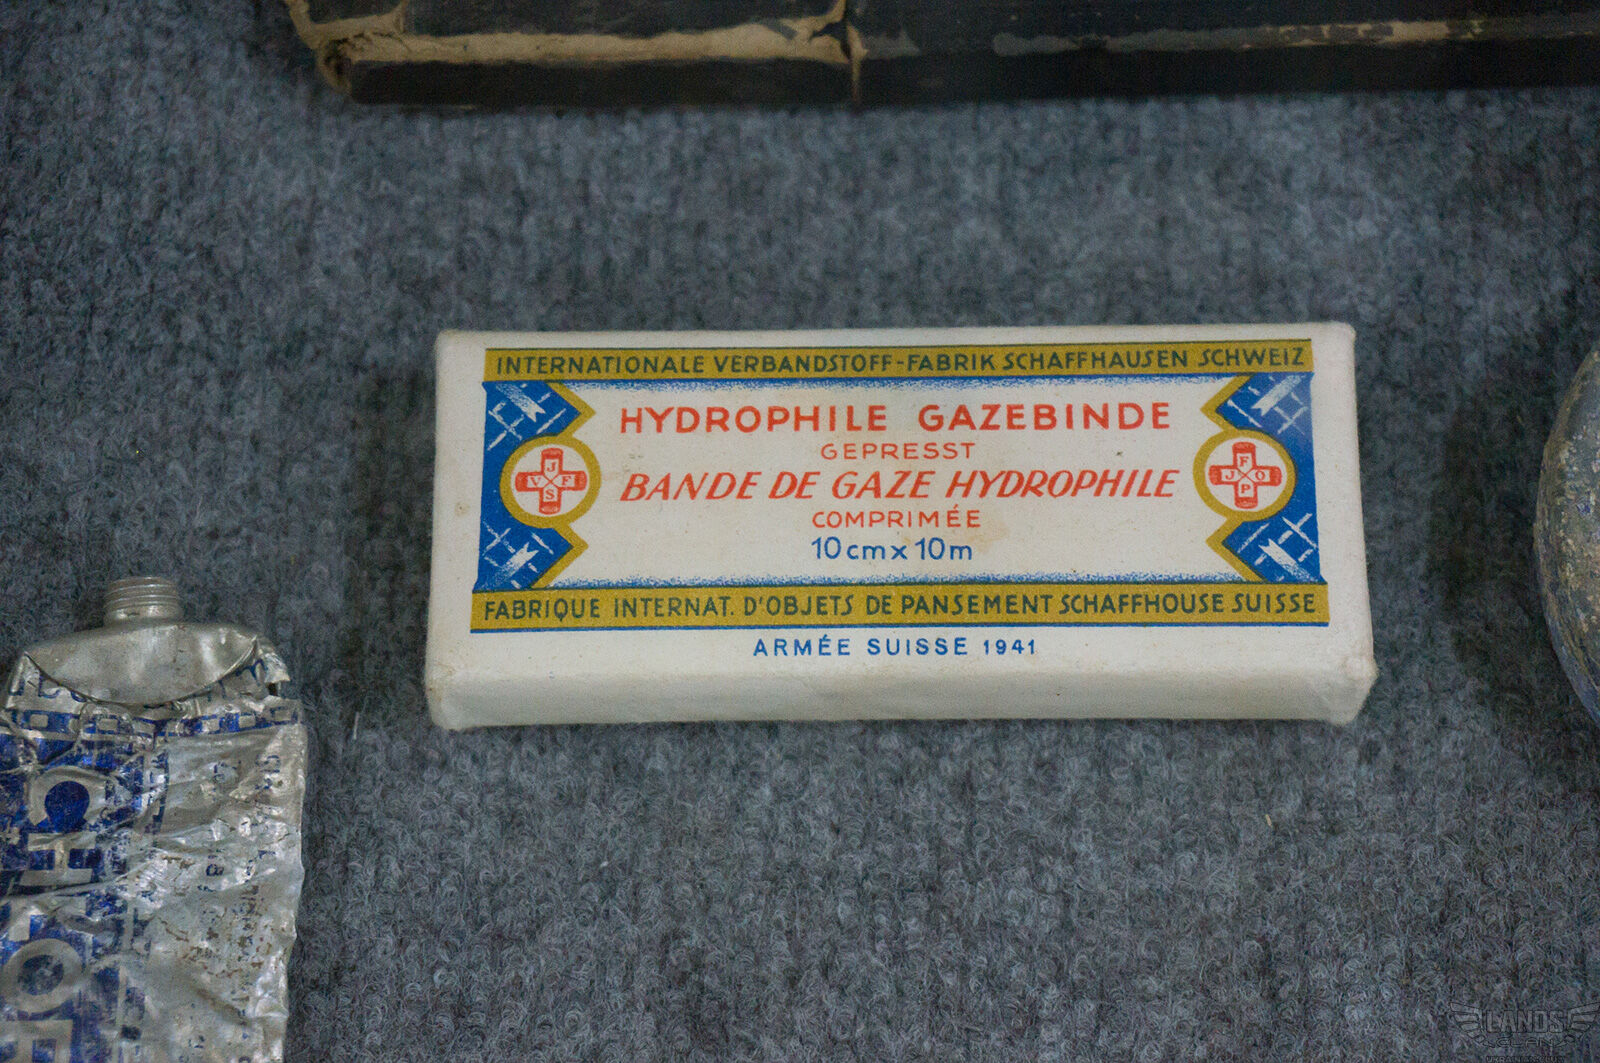 INTERNATIONALE VERBANDSTOFF-FABRIK SCHAFFHAUSEN SCHWEIZ
HYDROPHILE GAZEBINDE
GEPRESST
BANDE DE GAZE HYDROPHILE
COMPRIMÉE
10 cm x 10 m
J
V F
S
F
J O
P
FABRIQUE INTERNAT. D'OBJETS DE PANSEMENT SCHAFFHOUSE SUISSE
ARMÉE SUISSE 1941
LANDS